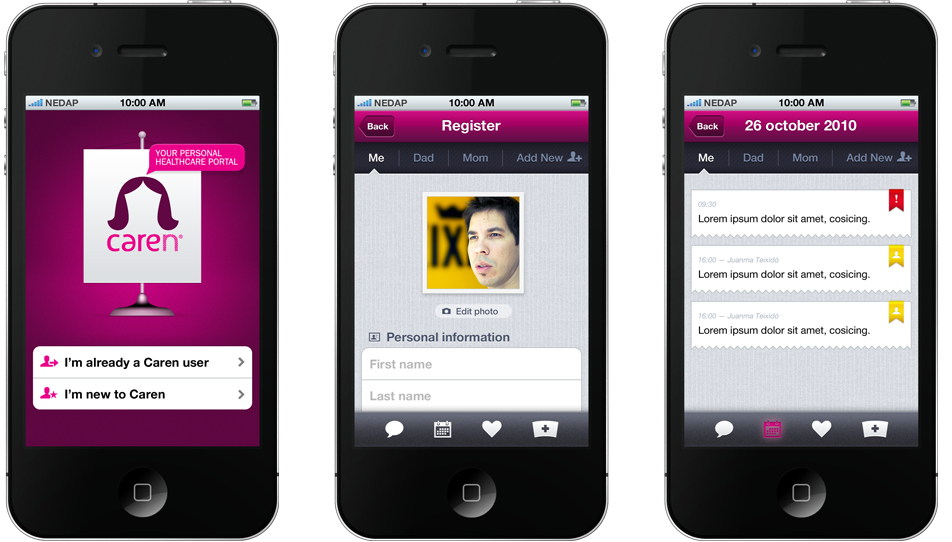 NEDAP 10:00 AM
YOUR PERSONAL
HEALTHCARE PORTAL
caren®
I'm already a Caren user
I'm new to Caren
NEDAP 10:00 AM
Back Register
Me Dad Mom Add New
IX
Edit photo
Personal information
First name
Last name
NEDAP 10:00 AM
Back 26 october 2010
Me Dad Mom Add New
09:30
Lorem ipsum dolor sit amet, cosicing.
16:00 — Juanma Teixidó
Lorem ipsum dolor sit amet, cosicing.
16:00 — Juanma Teixidó
Lorem ipsum dolor sit amet, cosicing.